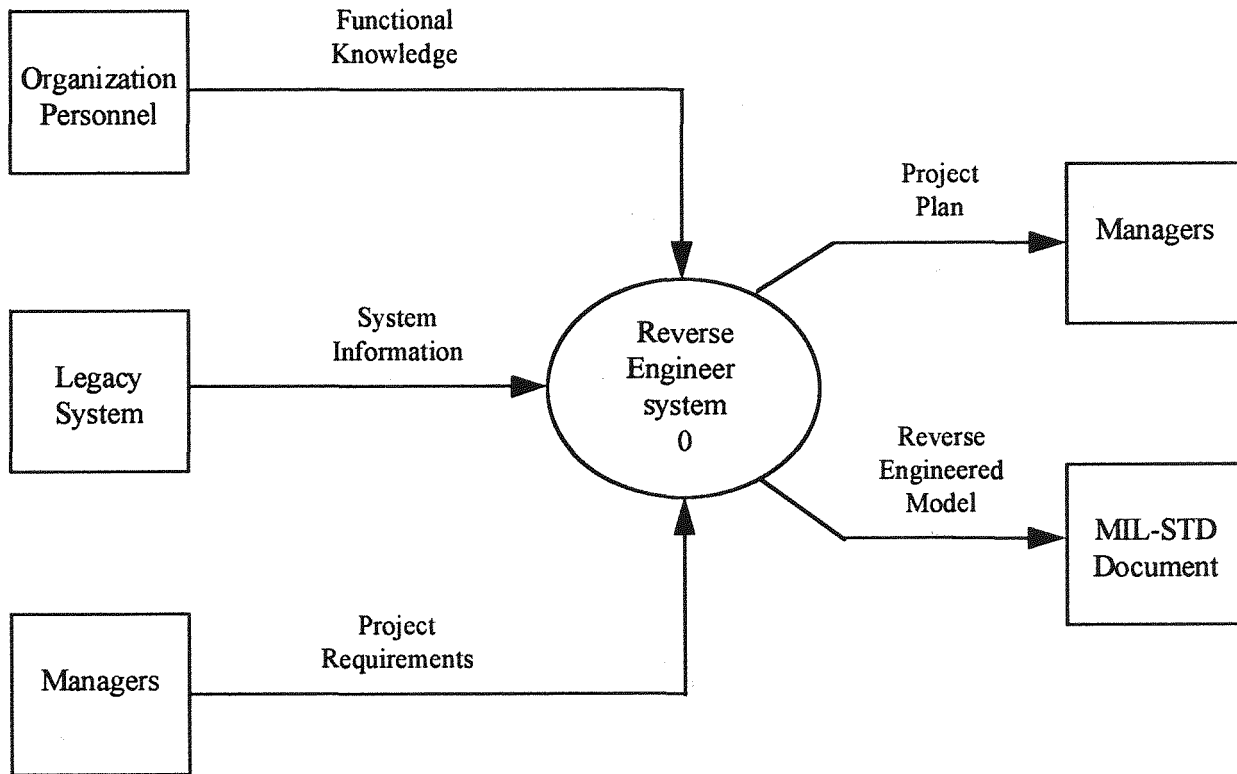 Functional
Knowledge
Organization
Personnel
Project
Plan
Managers
System
Information
Legacy
System
Reverse
Engineer
system
0
Reverse
Engineered
Model
MIL-STD
Document
Project
Requirements
Managers